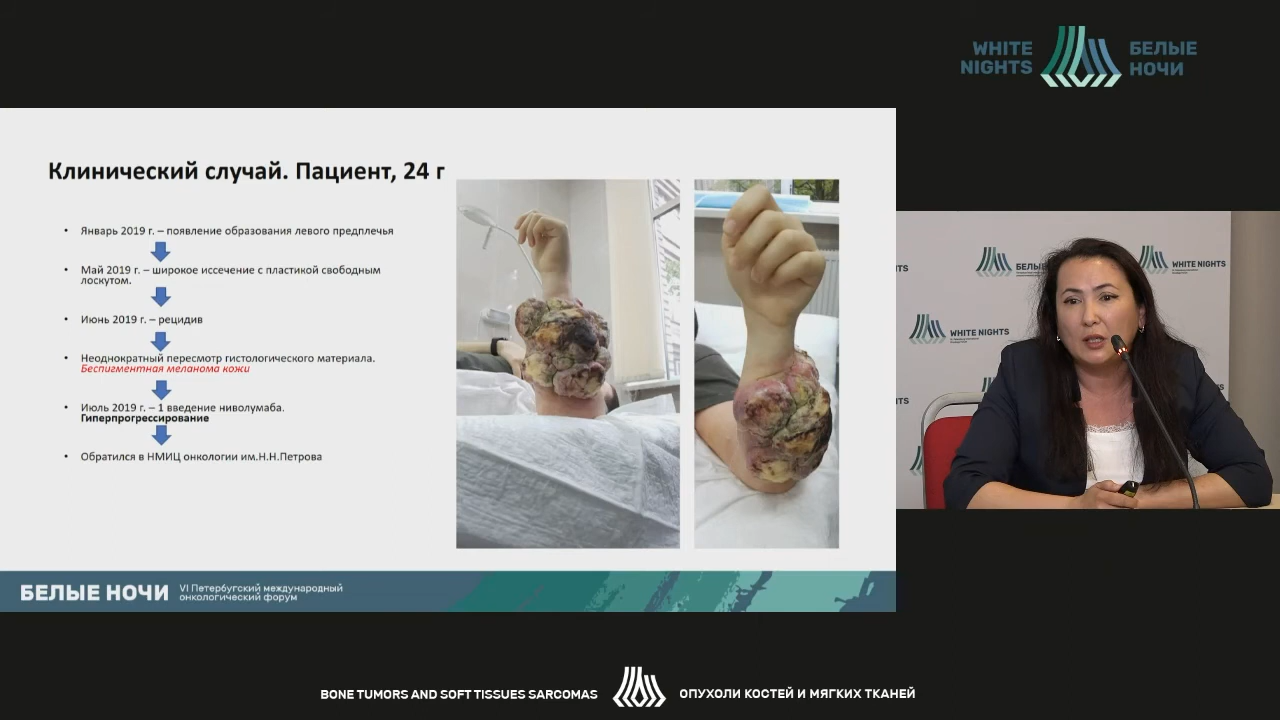 WHITE
NIGHTS
БЕЛЫЕ
НОЧИ
Клинический случай. Пациент, 24 г
• Январь 2019 г. – появление образования левого предплечья
• Май 2019 г. – широкое иссечение с пластикой свободным
лоскутом.
• Июнь 2019 г. – рецидив
• Неоднократный пересмотр гистологического материала.
Беспигментная меланома кожи
• Июль 2019 г. – 1 введение ниволумаба.
Гиперпрогрессирование
• Обратился в НМИЦ онкологии им.Н.Н.Петрова
WHITE NIGHTS
WHITE NIGHTS
БЕЛЫЕ НОЧИ
VI Петербугский международный
онкологический форум
BONE TUMORS AND SOFT TISSUES SARCOMAS
ОПУХОЛИ КОСТЕЙ И МЯГКИХ ТКАНЕЙ